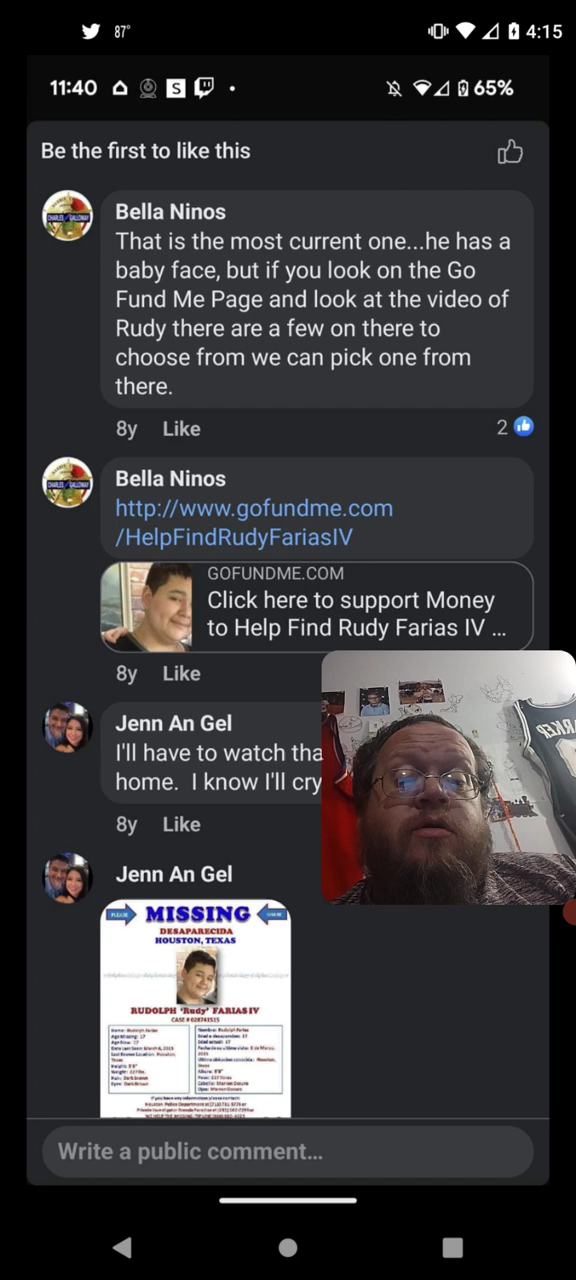 87°
4:15
11:40
S
65%
Be the first to like this
Bella Ninos
That is the most current one...he has a
baby face, but if you look on the Go
Fund Me Page and look at the video of
Rudy there are a few on there to
choose from we can pick one from
there.
8y Like
2
Bella Ninos
http://www.gofundme.com
/HelpFindRudyFariasIV
GOFUNDME.COM
Click here to support Money
to Help Find Rudy Farias IV ...
8y Like
Jenn An Gel
I'll have to watch tha
home. I know I'll cry
8y Like
Jenn An Gel
PLEASE MISSING SHARE
DESAPARECIDA
HOUSTON, TEXAS
RUDOLPH 'Rudy' FARIAS IV
Write a public comment...